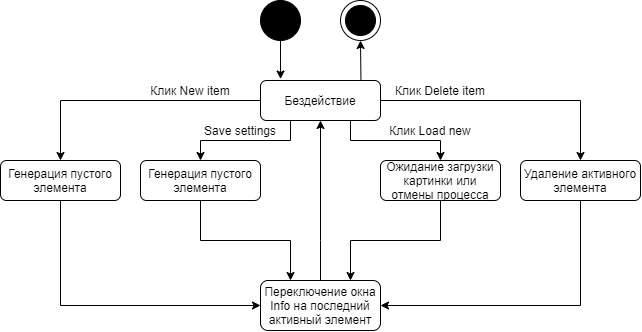 Бездействие
Клик New item
Клик Delete item
Save settings
Клик Load new
Генерация пустого
элемента
Генерация пустого
элемента
Ожидание загрузки
картинки или
отмены процесса
Удаление активного
элемента
Переключение окна
Info на последний
активный элемент